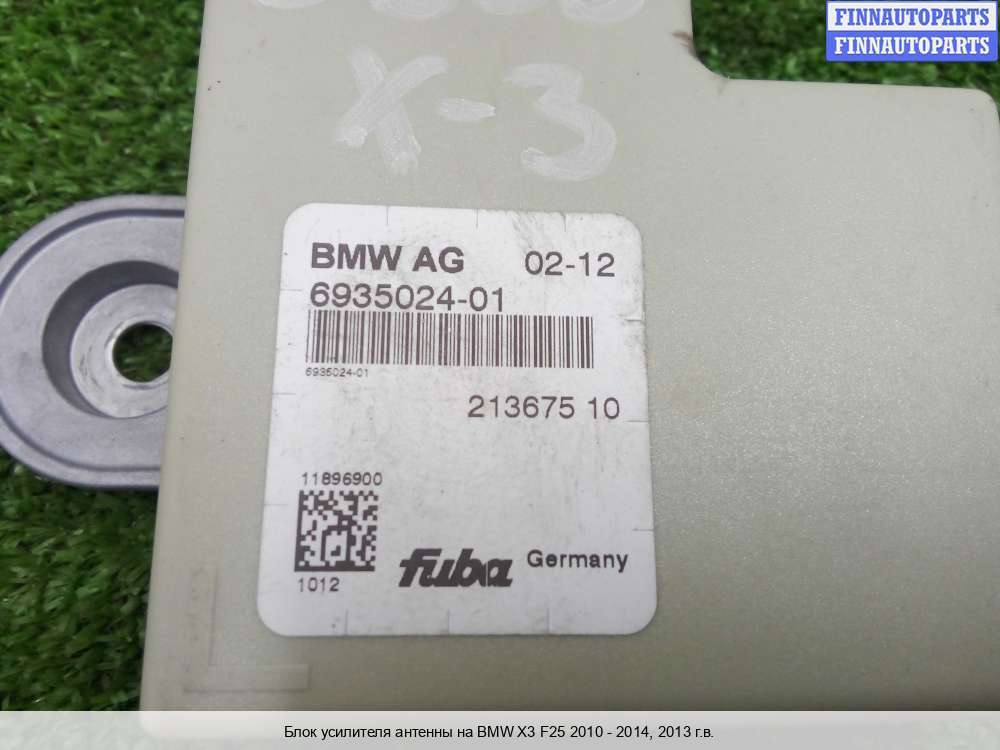 FINNAUTOPARTS
FINNAUTOPARTS
X-3
BMW AG 02-12
6935024-01
6935024-01
213675 10
11896900
1012
fuba Germany
Блок усилителя антенны на BMW X3 F25 2010 - 2014, 2013 г.в.